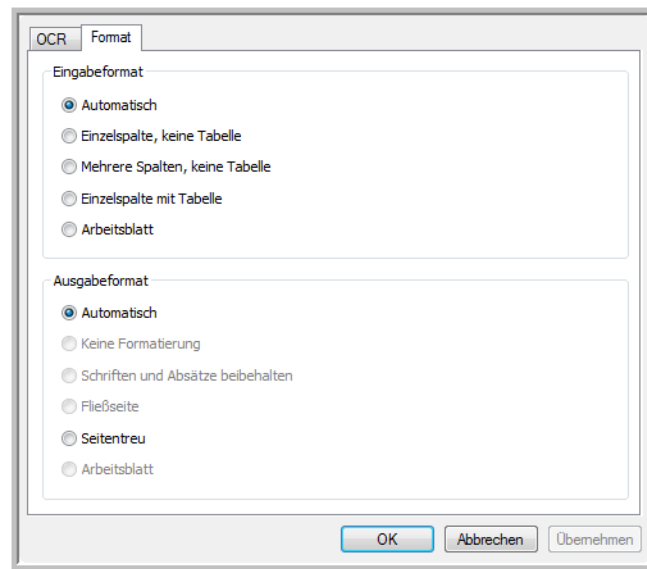 OCR Format
Eingabeformat
Automatisch
Einzelspalte, keine Tabelle
Mehrere Spalten, keine Tabelle
Einzelspalte mit Tabelle
Arbeitsblatt
Ausgabeformat
Automatisch
Keine Formatierung
Schriften und Absätze beibehalten
Fließseite
Seitentreu
Arbeitsblatt
OK Abbrechen Übernehmen